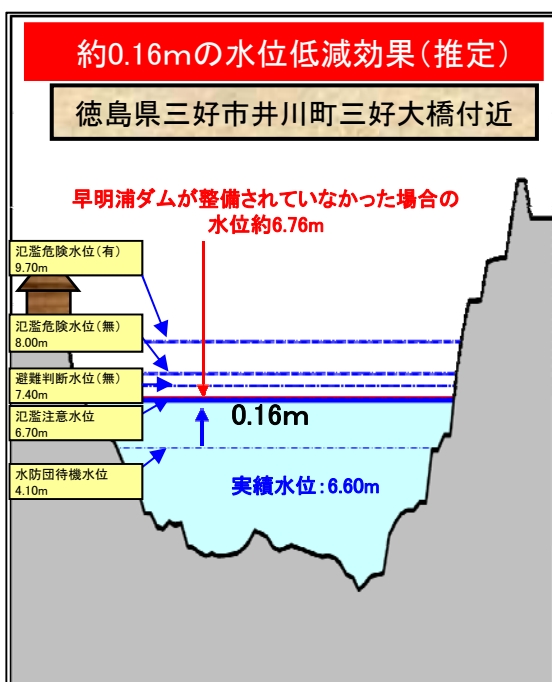 約0.16mの水位低減効果(推定)
徳島県三好市井川町三好大橋付近
早明浦ダムが整備されていなかった場合の
水位約6.76m
氾濫危険水位(有)
9.70m
氾濫危険水位(無)
8.00m
避難判断水位(無)
7.40m
氾濫注意水位
6.70m
0.16m
水防団待機水位
4.10m
実績水位:6.60m